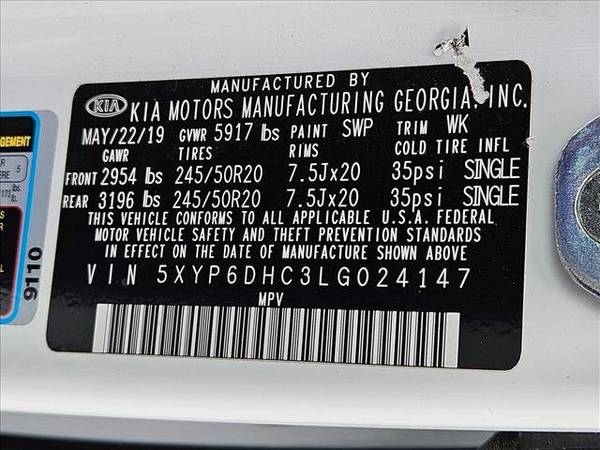 MANUFACTURED BY
KIA KIA MOTORS MANUFACTURING GEORGIA, INC.
MAY/22/19 GVWR 5917 lbs PAINT SWP TRIM WK
GAWR TIRES RIMS COLD TIRE INFL
FRONT 2954 lbs 245/50R20 7.5Jx20 35psi SINGLE
REAR 3196 lbs 245/50R20 7.5Jx20 35psi SINGLE
THIS VEHICLE CONFORMS TO ALL APPLICABLE U.S.A. FEDERAL
MOTOR VEHICLE SAFETY AND THEFT PREVENTION STANDARDS
IN EFFECT ON THE DATE OF MANUFACTURE SHOWN ABOVE
VIN 5XYP6DHC3LG024147
MPV
9110